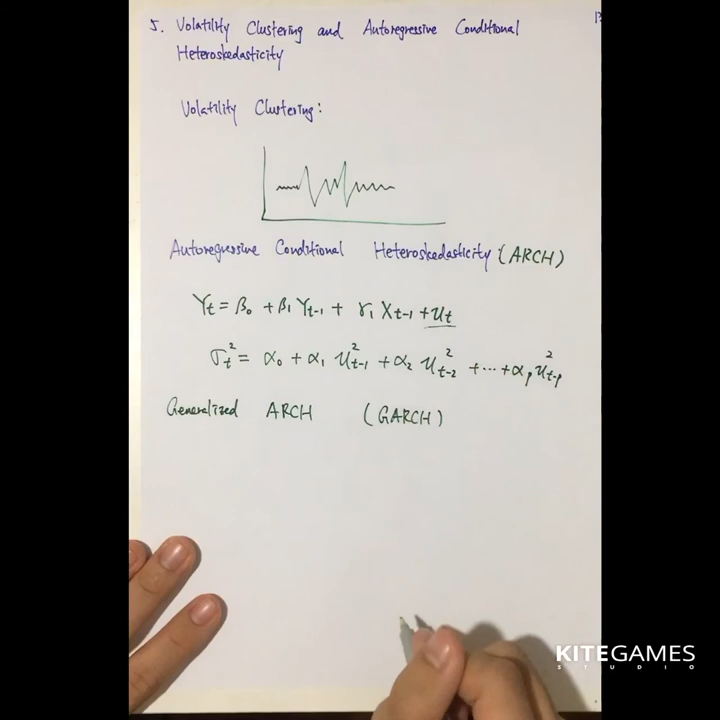 5. Volatility Clustering and Autoregressive Conditional
Heteroskedasticity
Volatility Clustering:
Autoregressive Conditional Heteroskedasticity (ARCH)
Yt = β₀ + β₁ Yt-1 + γ₁ Xt-1 + ut
σt² = α₀ + α₁ u²t-1 + α₂ u²t-2 + ... + αp u²t-p
Generalized ARCH (GARCH)
KITEGAMES
STUDIO